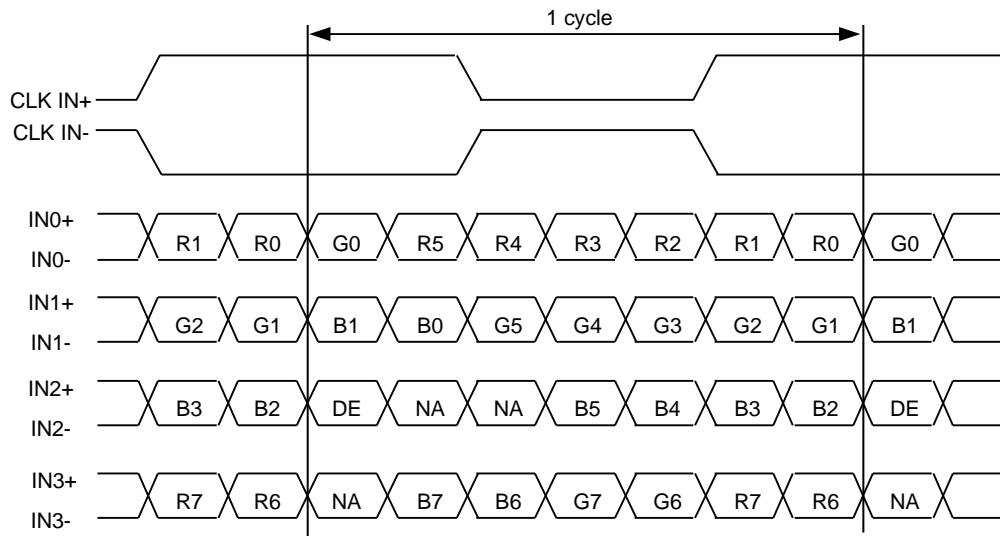 1 cycle
CLK IN+
CLK IN-
IN0+
R1 R0 G0 R5 R4 R3 R2 R1 R0 G0
IN0-
IN1+
G2 G1 B1 B0 G5 G4 G3 G2 G1 B1
IN1-
IN2+
B3 B2 DE NA NA B5 B4 B3 B2 DE
IN2-
IN3+
R7 R6 NA B7 B6 G7 G6 R7 R6 NA
IN3-